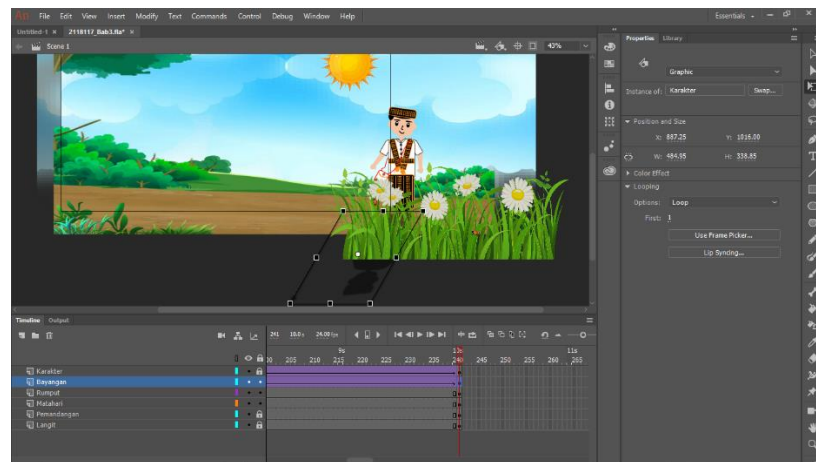 An File Edit View Insert Modify Text Commands Control Debug Window Help Essentials
Untitled-1 × 2118117_Bab3.fla* ×
Scene 1 43%
Properties Library
Graphic
Instance of: Karakter Swap...
Position and Size
X: 887.25 Y: 1016.00
W: 484.95 H: 338.85
Color Effect
Looping
Options: Loop
First: 1
Use Frame Picker...
Lip Syncing...
Timeline Output
241 10.0 s 24.00 fps
9s 10s 11s
205 210 215 220 225 230 235 240 245 250 255 260 265
Karakter
Bayangan
Rumput
Matahari
Pemandangan
Langit